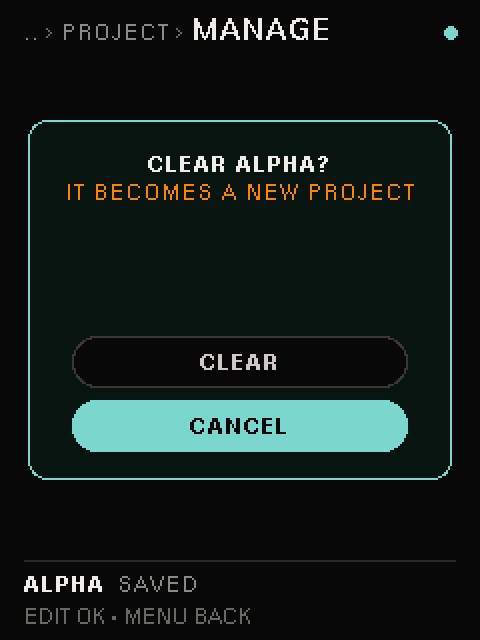 ..› PROJECT › MANAGE
CLEAR ALPHA?
IT BECOMES A NEW PROJECT
CLEAR
CANCEL
ALPHA SAVED
EDIT OK • MENU BACK